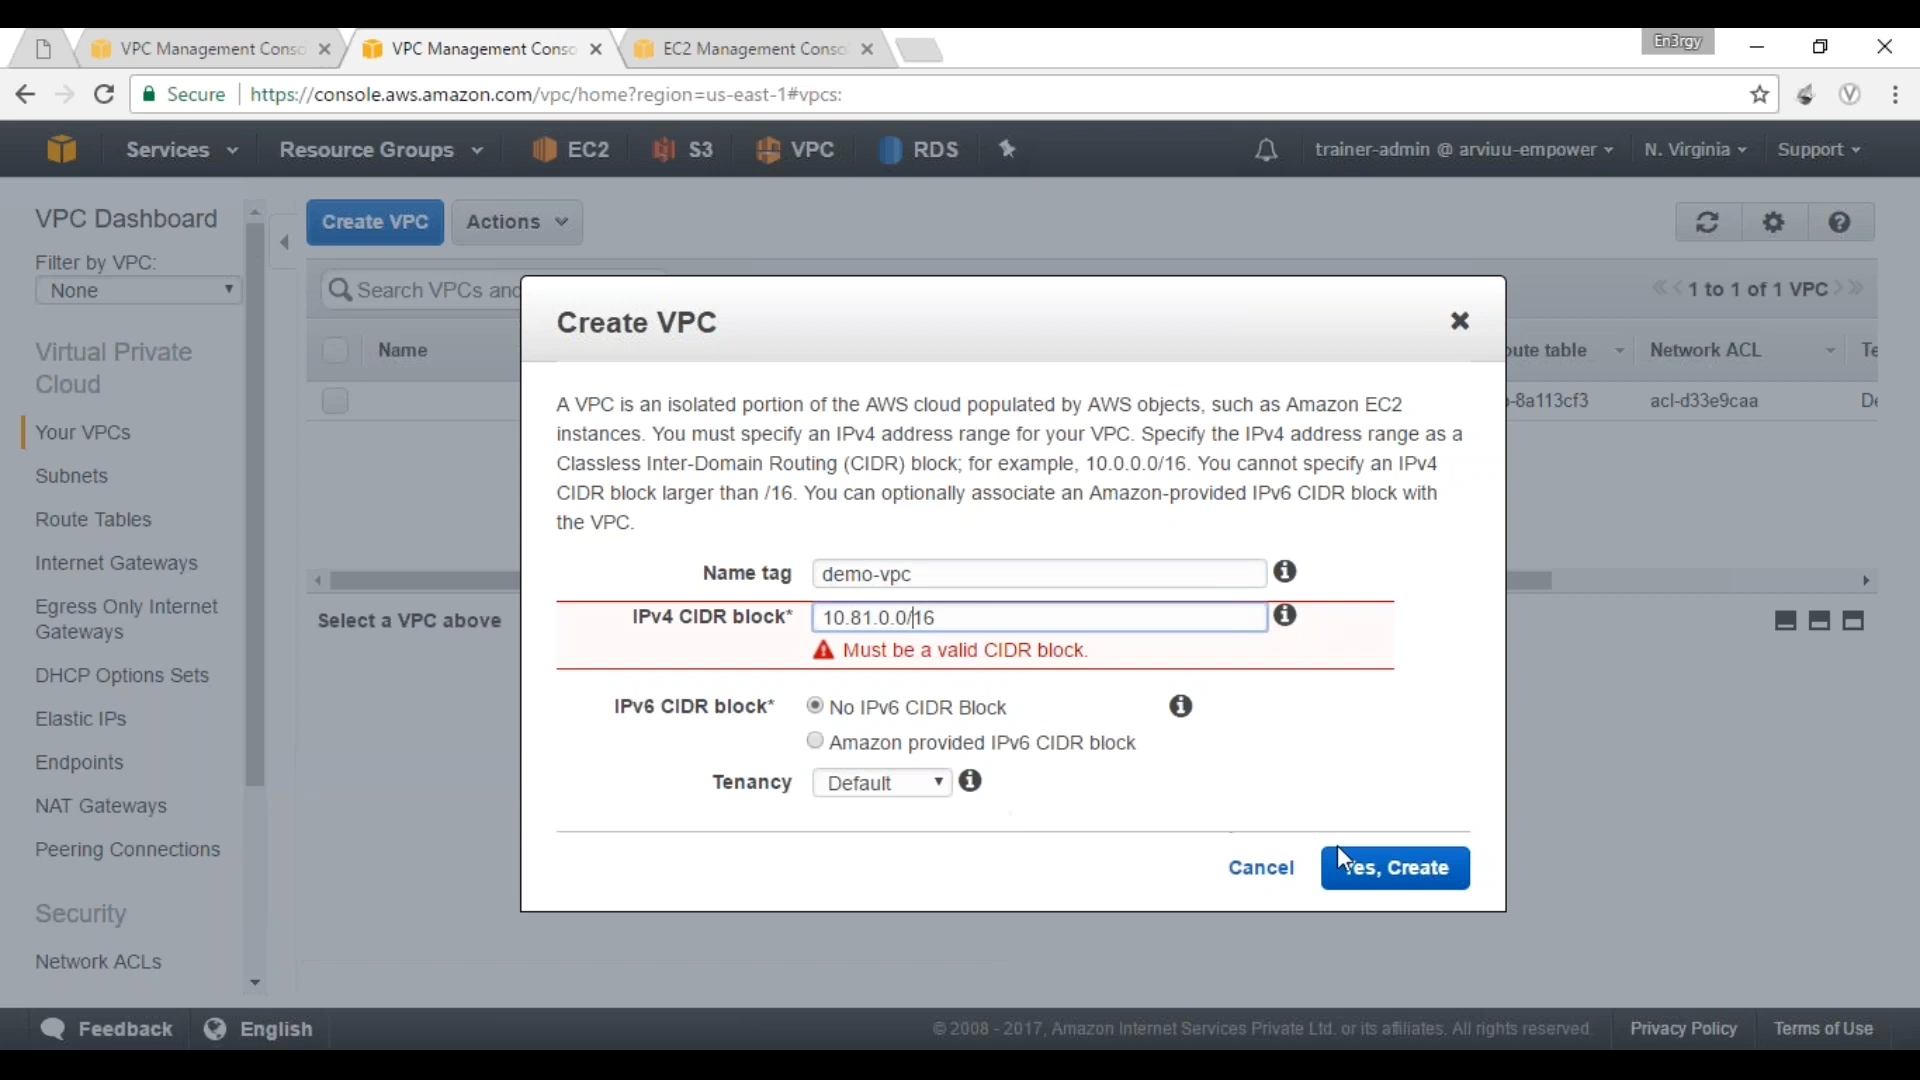 VPC Management Conso
VPC Management Conso
EC2 Management Conso
En3rgy
Secure
https://console.aws.amazon.com/vpc/home?region=us-east-1#vpcs:
Services
Resource Groups
EC2
S3
VPC
RDS
trainer-admin @ arviuu-empower
N. Virginia
Support
VPC Dashboard
Filter by VPC:
None
Virtual Private
Cloud
Your VPCs
Subnets
Route Tables
Internet Gateways
Egress Only Internet
Gateways
DHCP Options Sets
Elastic IPs
Endpoints
NAT Gateways
Peering Connections
Security
Network ACLs
Create VPC
Actions
Search VPCs and
1 to 1 of 1 VPC
Name
oute table
Network ACL
Te
-8a113cf3
acl-d33e9caa
De
Select a VPC above
Create VPC
A VPC is an isolated portion of the AWS cloud populated by AWS objects, such as Amazon EC2
instances. You must specify an IPv4 address range for your VPC. Specify the IPv4 address range as a
Classless Inter-Domain Routing (CIDR) block; for example, 10.0.0.0/16. You cannot specify an IPv4
CIDR block larger than /16. You can optionally associate an Amazon-provided IPv6 CIDR block with
the VPC.
Name tag
demo-vpc
IPv4 CIDR block*
10.81.0.0/16
Must be a valid CIDR block.
IPv6 CIDR block*
No IPv6 CIDR Block
Amazon provided IPv6 CIDR block
Tenancy
Default
Cancel
Yes, Create
Feedback
English
© 2008 - 2017, Amazon Internet Services Private Ltd. or its affiliates. All rights reserved.
Privacy Policy
Terms of Use